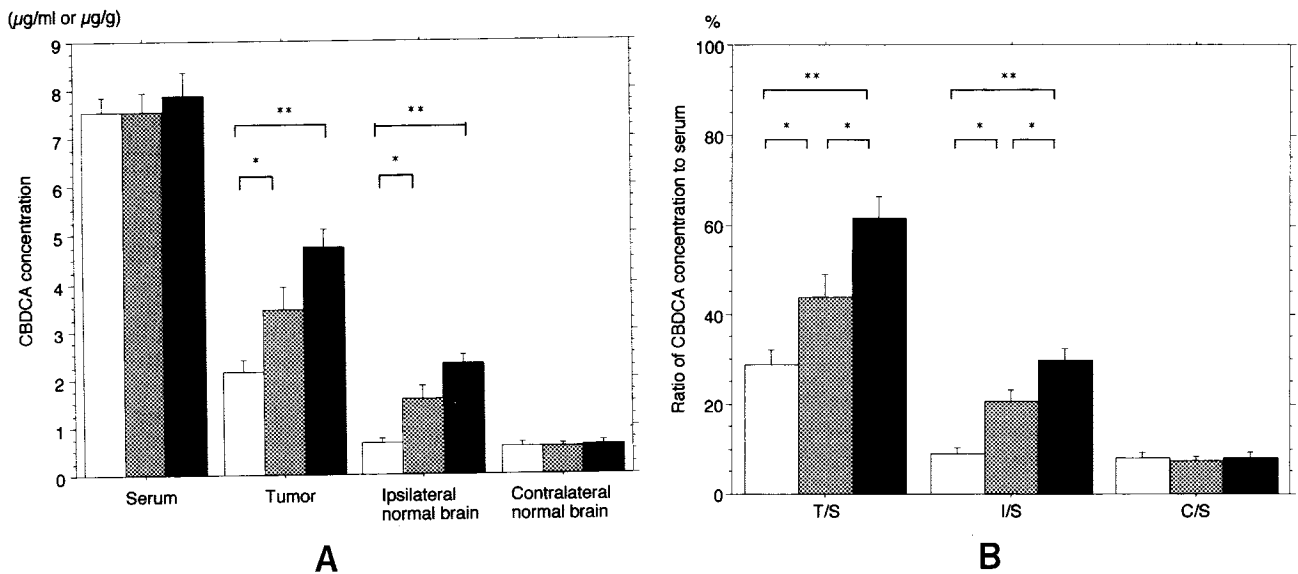 (μg/ml or μg/g)
CBDCA concentration
9
8
7
6
5
4
3
2
1
0
**
*
**
*
Serum
Tumor
Ipsilateral
normal brain
Contralateral
normal brain
A
%
Ratio of CBDCA concentration to serum
100
80
60
40
20
0
**
*
*
**
*
*
T/S
I/S
C/S
B